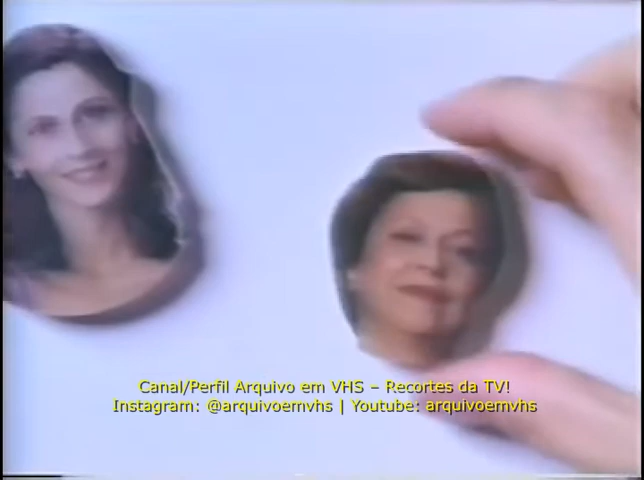 Canal/Perfil Arquivo em VHS – Recortes da TV!
Instagram: @arquivoemvhs | Youtube: arquivoemvhs